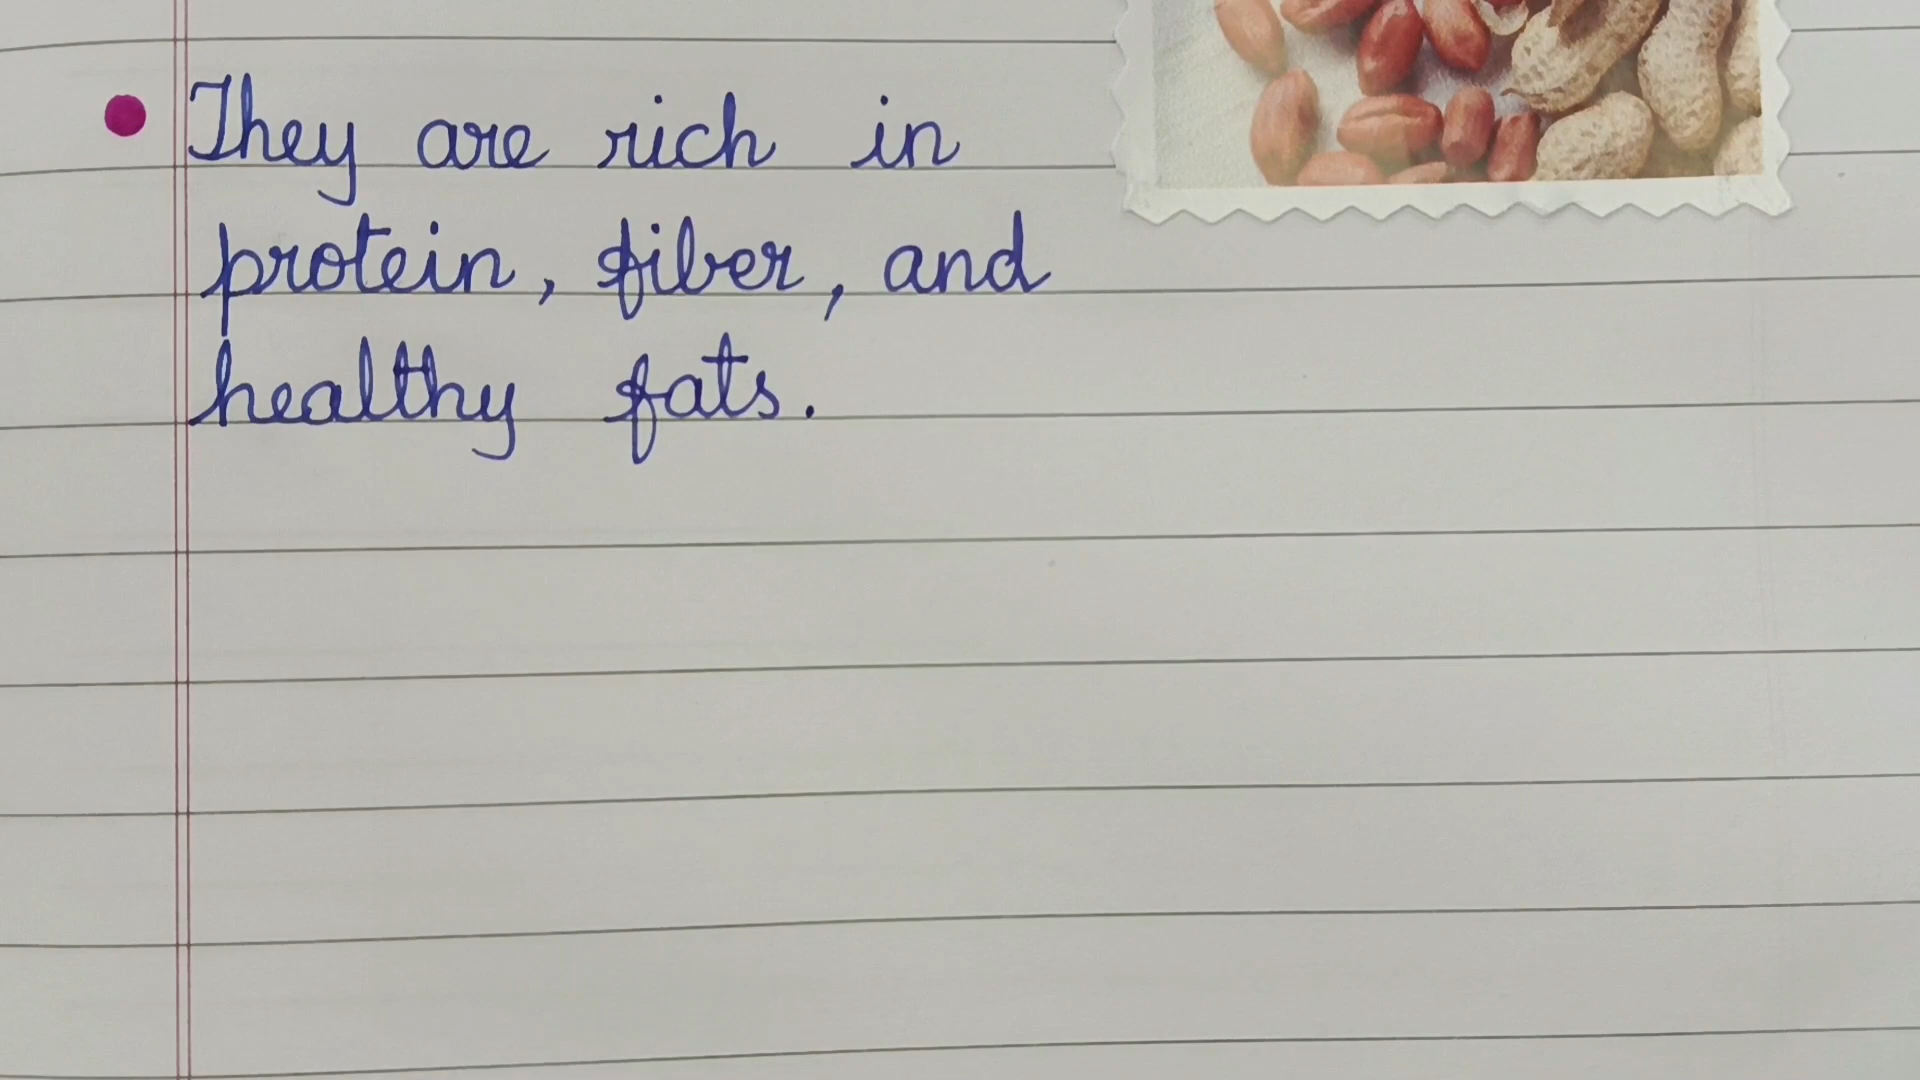 They are rich in
protein, fiber, and
healthy fats.